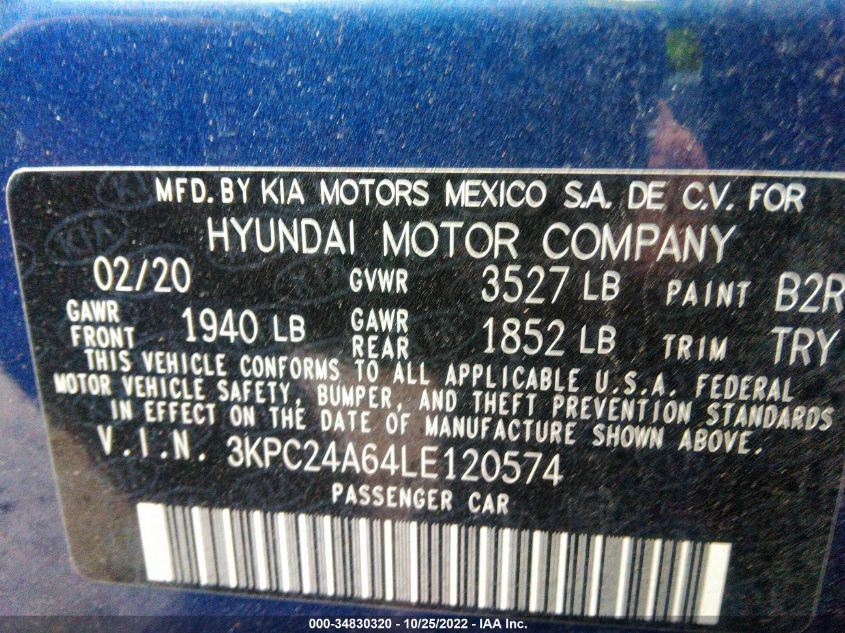 MFD. BY KIA MOTORS MEXICO S.A. DE C.V. FOR
HYUNDAI MOTOR COMPANY
02/20 GVWR 3527 LB PAINT B2R
GAWR FRONT 1940 LB GAWR REAR 1852 LB TRIM TRY
THIS VEHICLE CONFORMS TO ALL APPLICABLE U.S.A. FEDERAL
MOTOR VEHICLE SAFETY, BUMPER, AND THEFT PREVENTION STANDARDS
IN EFFECT ON THE DATE OF MANUFACTURE SHOWN ABOVE.
V.I.N. 3KPC24A64LE120574
PASSENGER CAR
000-34830320 - 10/25/2022 - IAA Inc.